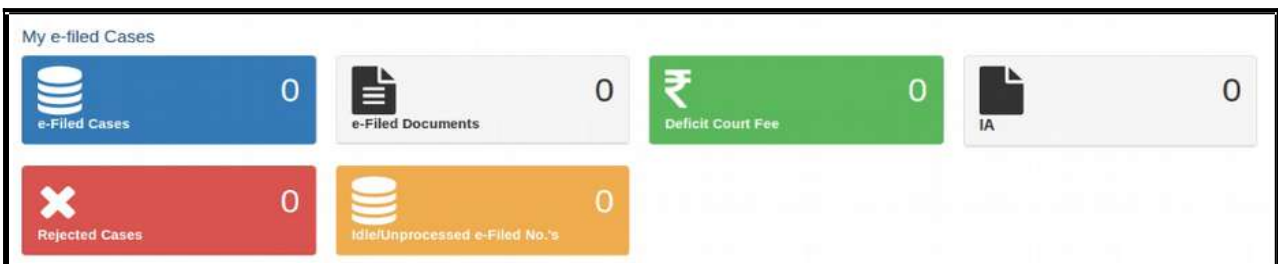 My e-filed Cases
0
e-Filed Cases
0
e-Filed Documents
₹
0
Deficit Court Fee
0
IA
0
Rejected Cases
0
Idle/Unprocessed e-Filed No.'s